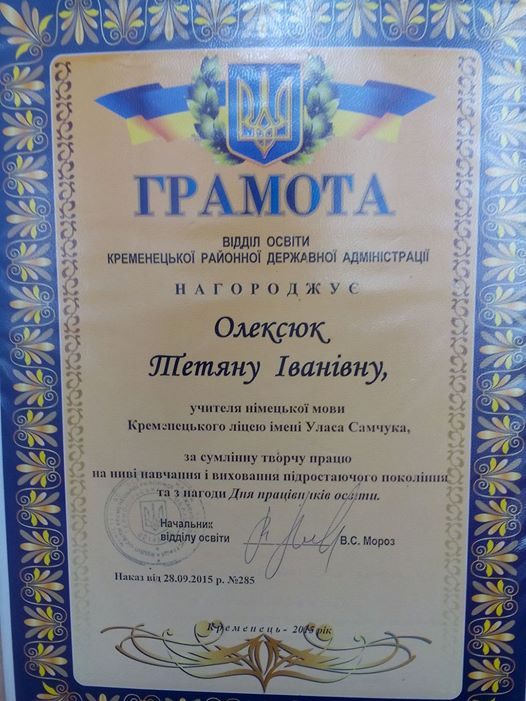 ГРАМОТА
ВІДДІЛ ОСВІТИ
КРЕМЕНЕЦЬКОЇ РАЙОННОЇ ДЕРЖАВНОЇ АДМІНІСТРАЦІЇ
НАГОРОДЖУЄ
Олексюк
Тетяну Іванівну,
учителя німецької мови
Кременецького ліцею імені Уласа Самчука,
за сумлінну творчу працю
на ниві навчання і виховання підростаючого покоління
та з нагоди Дня працівників освіти.
Начальник
відділу освіти
В.С. Мороз
Наказ від 28.09.2015 р. №285
Кременець - 2015 рік